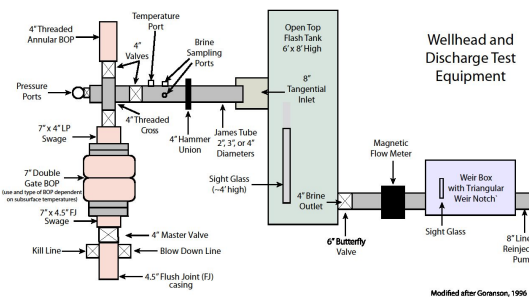 Temperature
Port
4" Threaded
Annular BOP
4"
Valves
Brine
Sampling
Ports
Open Top
Flash Tank
6' x 8' High
Wellhead and
Discharge Test
Equipment
Pressure
Ports
8"
Tangential
Inlet
4" Threaded
Cross
4" Hammer
Union
James Tube
2", 3", or 4"
Diameters
7" x 4" LP
Swage
Magnetic
Flow Meter
7" Double
Gate BOP
(use and type of BOP dependent
on subsurface temperatures)
Sight Glass
(~4' high)
4" Brine
Outlet
Weir Box
with Triangular
Weir Notch'
7" x 4.5" FJ
Swage
4" Master Valve
Kill Line
Blow Down Line
6" Butterfly
Valve
Sight Glass
8" Line
Reinjec
Pum
4.5" Flush Joint (FJ)
casing
Modified after Goranson, 1996